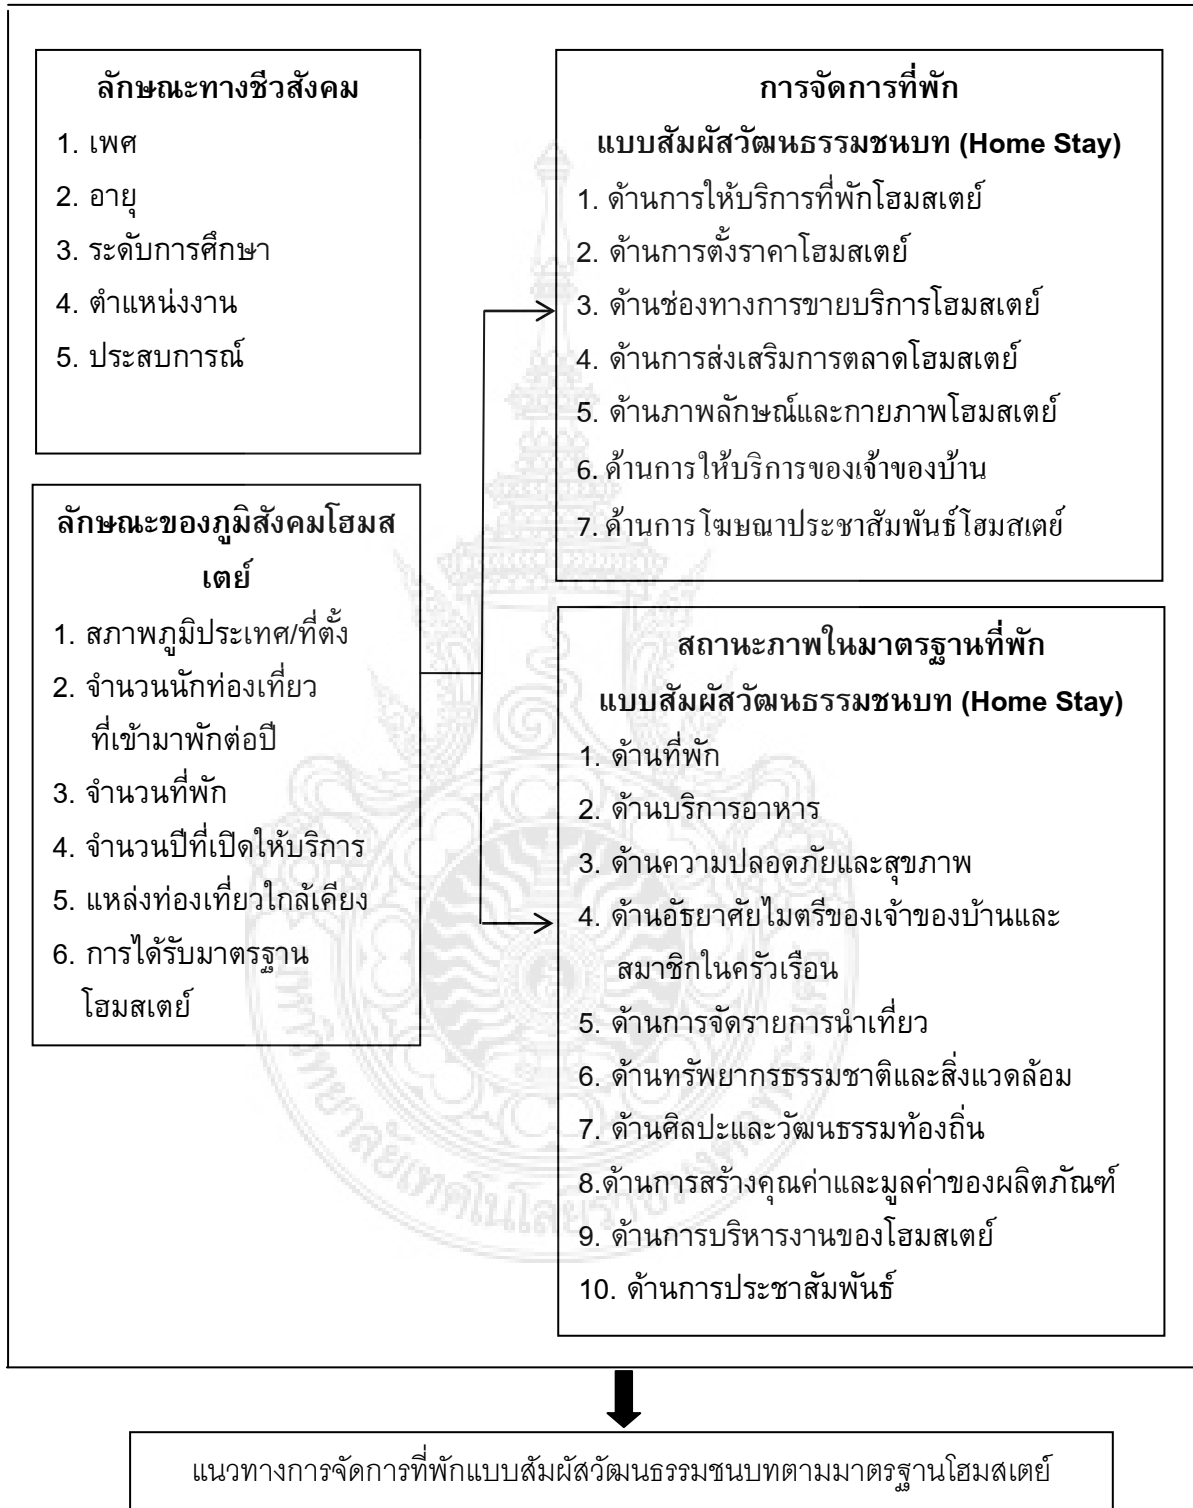 ลักษณะทางชีวสังคม
1. เพศ
2. อายุ
3. ระดับการศึกษา
4. ตำแหน่งงาน
5. ประสบการณ์
ลักษณะของภูมิสังคมโฮมส
เตย์
1. สภาพภูมิประเทศ/ที่ตั้ง
2. จำนวนนักท่องเที่ยว
ที่เข้ามาพักต่อปี
3. จำนวนที่พัก
4. จำนวนปีที่เปิดให้บริการ
5. แหล่งท่องเที่ยวใกล้เคียง
6. การได้รับมาตรฐาน
โฮมสเตย์
การจัดการที่พัก
แบบสัมผัสวัฒนธรรมชนบท (Home Stay)
1. ด้านการให้บริการที่พักโฮมสเตย์
2. ด้านการตั้งราคาโฮมสเตย์
3. ด้านช่องทางการขายบริการโฮมสเตย์
4. ด้านการส่งเสริมการตลาดโฮมสเตย์
5. ด้านภาพลักษณ์และกายภาพโฮมสเตย์
6. ด้านการให้บริการของเจ้าของบ้าน
7. ด้านการโฆษณาประชาสัมพันธ์โฮมสเตย์
สถานะภาพในมาตรฐานที่พัก
แบบสัมผัสวัฒนธรรมชนบท (Home Stay)
1. ด้านที่พัก
2. ด้านบริการอาหาร
3. ด้านความปลอดภัยและสุขภาพ
4. ด้านอัธยาศัยไมตรีของเจ้าของบ้านและ
สมาชิกในครัวเรือน
5. ด้านการจัดรายการนำเที่ยว
6. ด้านทรัพยากรธรรมชาติและสิ่งแวดล้อม
7. ด้านศิลปะและวัฒนธรรมท้องถิ่น
8.ด้านการสร้างคุณค่าและมูลค่าของผลิตภัณฑ์
9. ด้านการบริหารงานของโฮมสเตย์
10. ด้านการประชาสัมพันธ์
แนวทางการจัดการที่พักแบบสัมผัสวัฒนธรรมชนบทตามมาตรฐานโฮมสเตย์